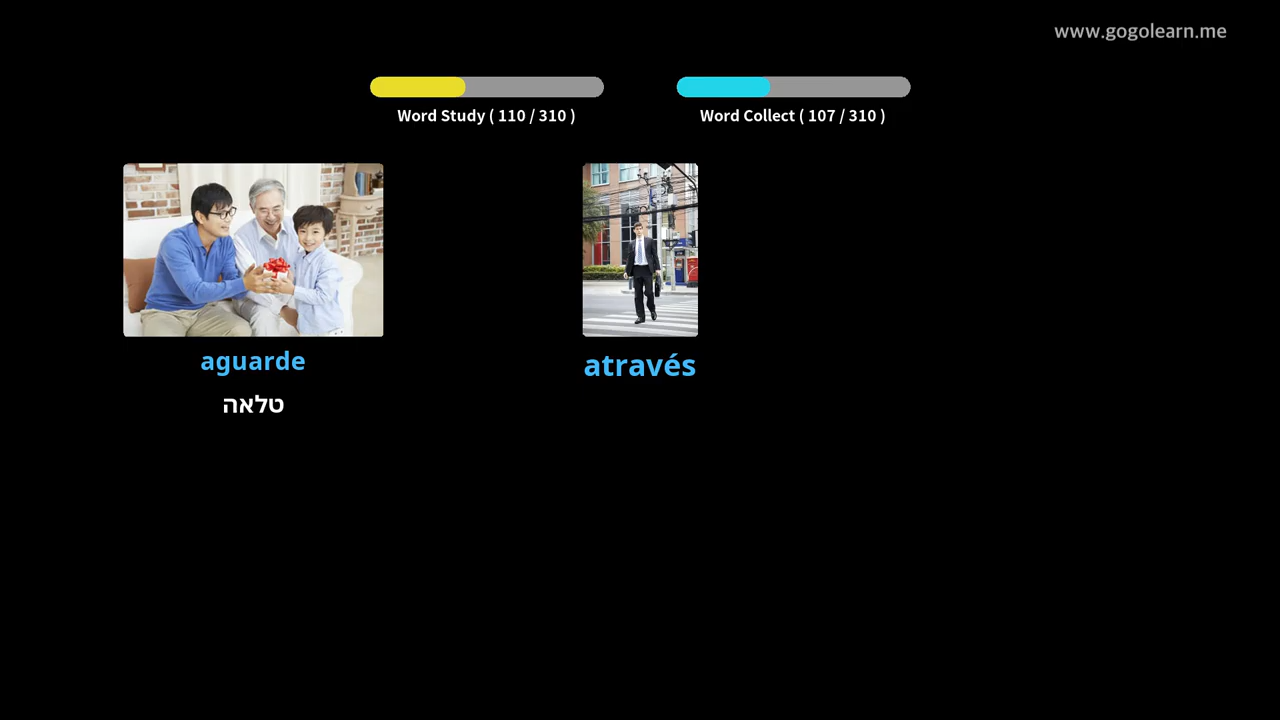 www.gogolearn.me
Word Study ( 110 / 310 )
Word Collect ( 107 / 310 )
aguarde
טלאה
através